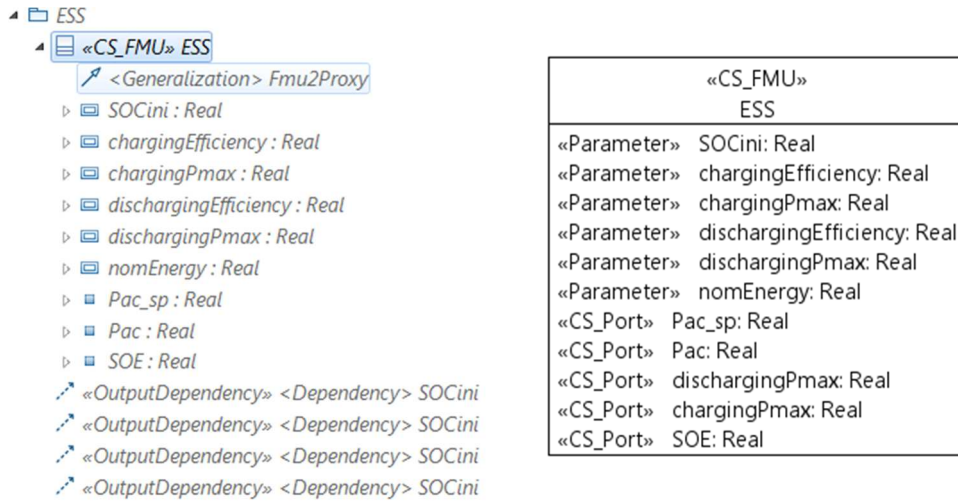 ESS
«CS_FMU» ESS
<Generalization> Fmu2Proxy
SOCini : Real
chargingEfficiency : Real
chargingPmax : Real
dischargingEfficiency : Real
dischargingPmax : Real
nomEnergy : Real
Pac_sp : Real
Pac : Real
SOE : Real
«OutputDependency» <Dependency> SOCini
«OutputDependency» <Dependency> SOCini
«OutputDependency» <Dependency> SOCini
«OutputDependency» <Dependency> SOCini
«CS_FMU»
ESS
«Parameter» SOCini: Real
«Parameter» chargingEfficiency: Real
«Parameter» chargingPmax: Real
«Parameter» dischargingEfficiency: Real
«Parameter» dischargingPmax: Real
«Parameter» nomEnergy: Real
«CS_Port» Pac_sp: Real
«CS_Port» Pac: Real
«CS_Port» dischargingPmax: Real
«CS_Port» chargingPmax: Real
«CS_Port» SOE: Real